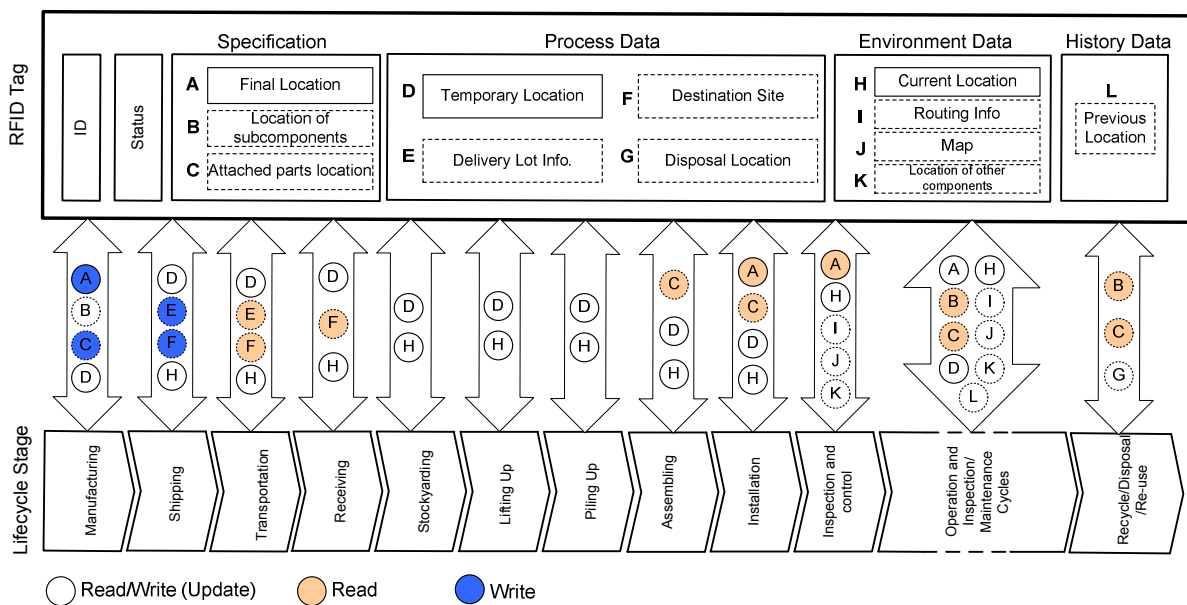 RFID Tag
ID
Status
Specification
A Final Location
B Location of
subcomponents
C Attached parts location
Process Data
D Temporary Location
E Delivery Lot Info.
F Destination Site
G Disposal Location
Environment Data
H Current Location
I Routing Info
J Map
K Location of other
components
History Data
L
Previous
Location
A
B
C
D
D
E
F
H
D
E
F
H
D
F
H
D
H
D
H
D
H
C
D
H
A
C
D
H
A
H
I
J
K
A H
B I
C J
D K
L
B
C
G
Lifecycle Stage
Manufacturing
Shipping
Transportation
Receiving
Stockyarding
Lifting Up
Piling Up
Assembling
Installation
Inspection and
control
Operation and
Inspection/
Maintenance
Cycles
Recycle/Disposal
/Re-use
Read/Write (Update)
Read
Write